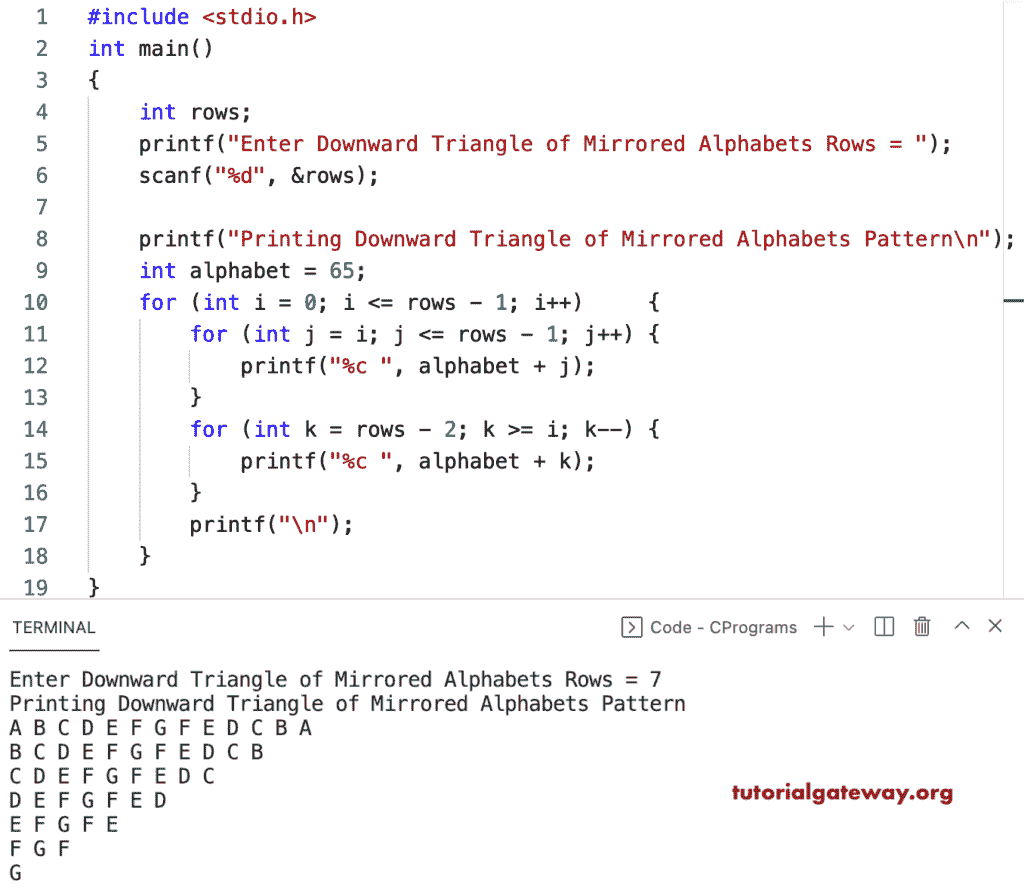 1 #include <stdio.h>
2 int main()
3 {
4     int rows;
5     printf("Enter Downward Triangle of Mirrored Alphabets Rows = ");
6     scanf("%d", &rows);
7
8     printf("Printing Downward Triangle of Mirrored Alphabets Pattern\n");
9     int alphabet = 65;
10     for (int i = 0; i <= rows - 1; i++)     {
11         for (int j = i; j <= rows - 1; j++) {
12             printf("%c ", alphabet + j);
13         }
14         for (int k = rows - 2; k >= i; k--) {
15             printf("%c ", alphabet + k);
16         }
17         printf("\n");
18     }
19 }
TERMINAL Code - CPrograms
Enter Downward Triangle of Mirrored Alphabets Rows = 7
Printing Downward Triangle of Mirrored Alphabets Pattern
A B C D E F G F E D C B A
B C D E F G F E D C B
C D E F G F E D C
tutorialgateway.org
D E F G F E D
E F G F E
F G F
G